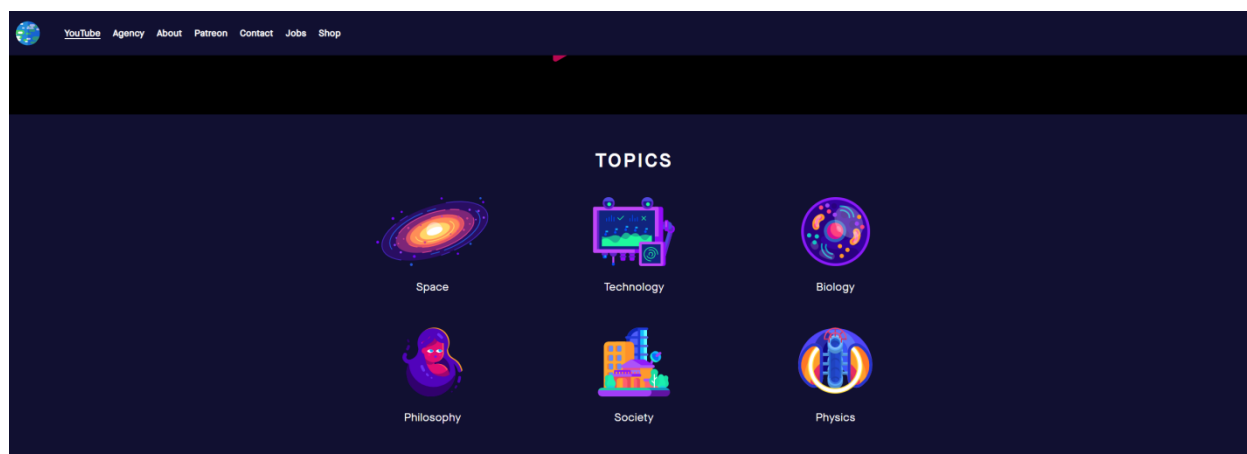 YouTube Agency About Patreon Contact Jobs Shop
TOPICS
Space Technology Biology
Philosophy Society Physics